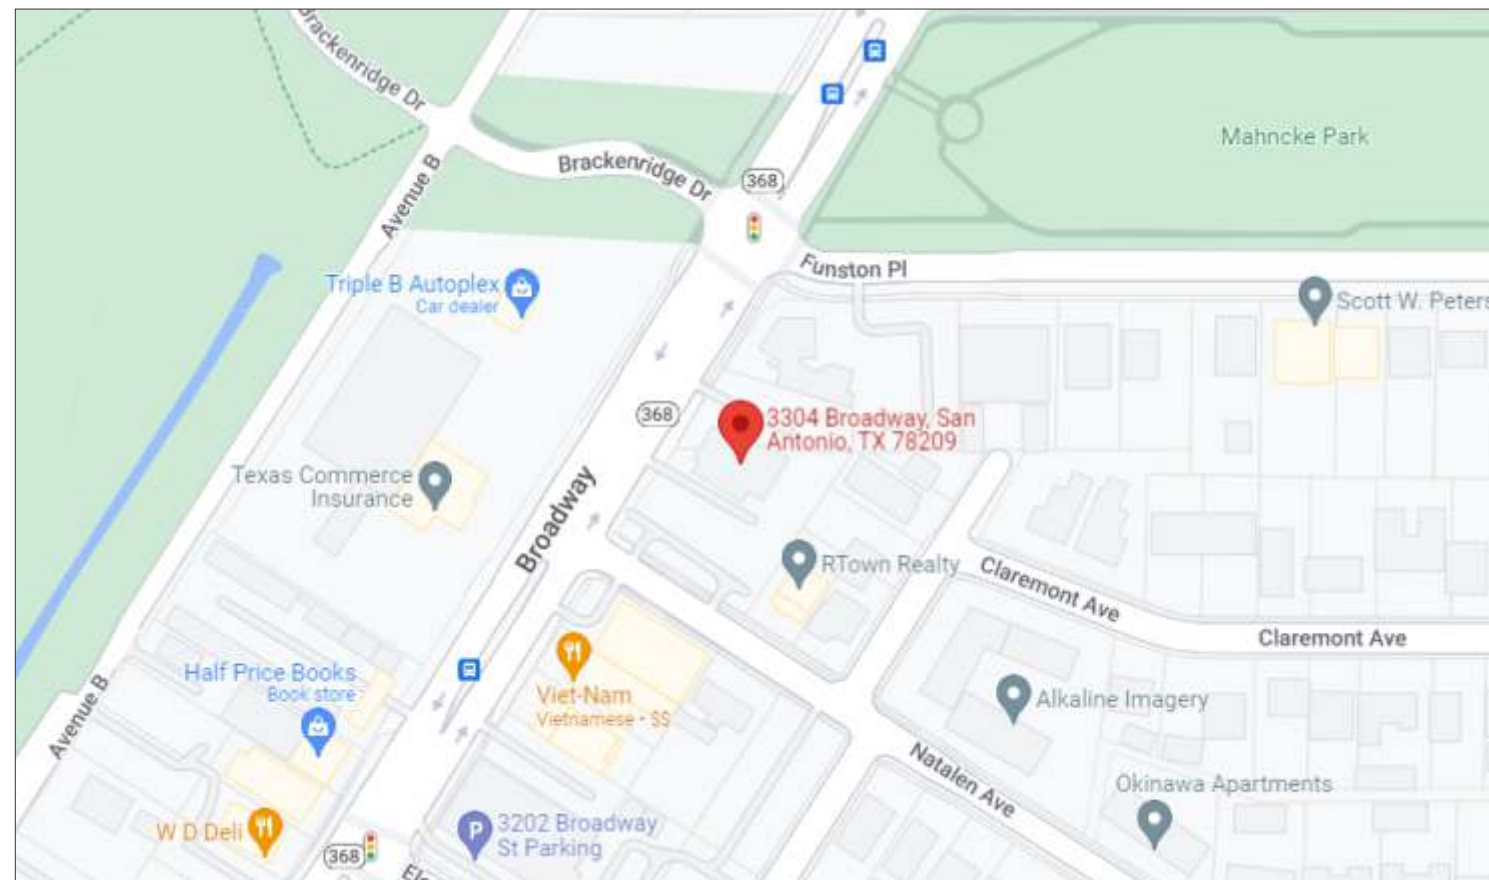 Brackenridge Dr
Mahncke Park
Brackenridge Dr
368
Avenue B
Funston Pl
Triple B Autoplex
Car dealer
Scott W. Peters
368
3304 Broadway, San
Antonio, TX 78209
Texas Commerce
Insurance
Broadway
RTown Realty
Claremont Ave
Claremont Ave
Half Price Books
Book store
Avenue B
Viet-Nam
Vietnamese • $$
Alkaline Imagery
Natalen Ave
Okinawa Apartments
W D Deli
P
3202 Broadway
St Parking
368